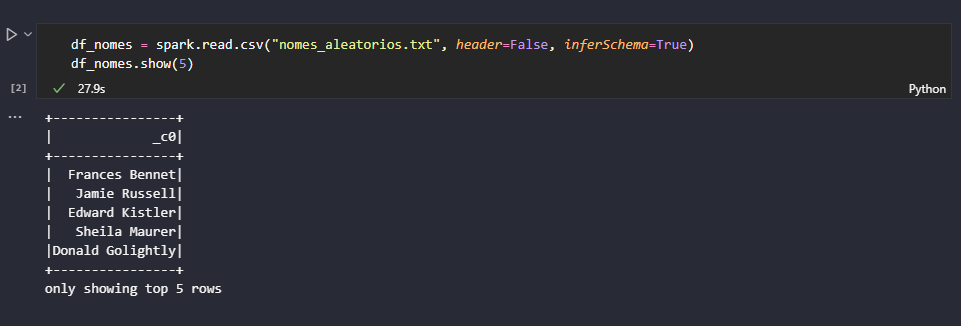 df_nomes = spark.read.csv("nomes_aleatorios.txt", header=False, inferSchema=True)
df_nomes.show(5)
[2] 27.9s Python
+----------------+
|             _c0|
+----------------+
|  Frances Bennet|
|   Jamie Russell|
|  Edward Kistler|
|   Sheila Maurer|
|Donald Golightly|
+----------------+
only showing top 5 rows